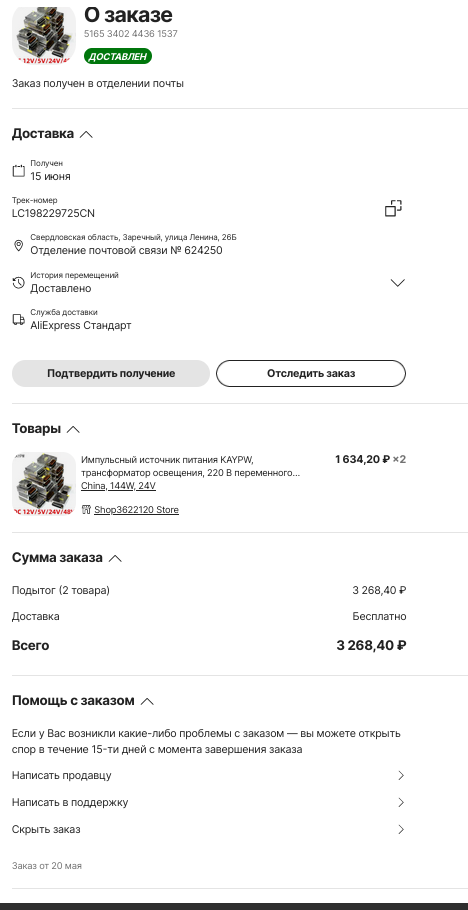 О заказе
5165 3402 4436 1537
ДОСТАВЛЕН
Заказ получен в отделении почты
Доставка
Получен
15 июня
Трек-номер
LC198229725CN
Свердловская область, Заречный, улица Ленина, 26Б
Отделение почтовой связи № 624250
История перемещений
Доставлено
Служба доставки
AliExpress Стандарт
Подтвердить получение
Отследить заказ
Товары
Импульсный источник питания KAYPW,
трансформатор освещения, 220 В переменного...
China, 144W, 24V
1 634,20 ₽ ×2
DC 12V/5V/24V/48V
Shop3622120 Store
Сумма заказа
Подытог (2 товара)
3 268,40 ₽
Доставка
Бесплатно
Всего
3 268,40 ₽
Помощь с заказом
Если у Вас возникли какие-либо проблемы с заказом — вы можете открыть
спор в течение 15-ти дней с момента завершения заказа
Написать продавцу
Написать в поддержку
Скрыть заказ
Заказ от 20 мая